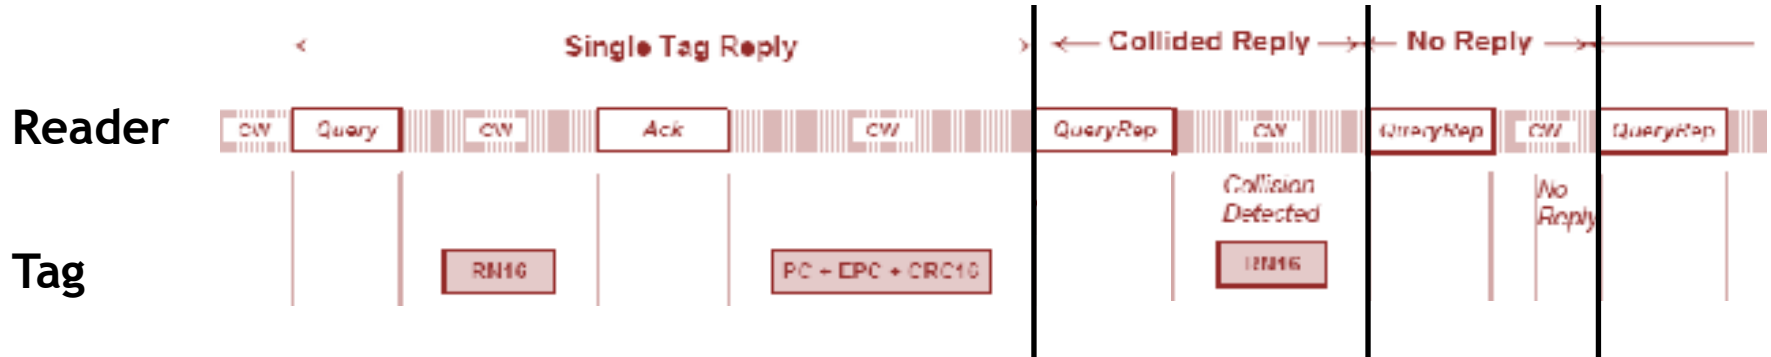 Single Tag Reply
Collided Reply
No Reply
Reader
CW Query CW Ack CW QueryRep CW QueryRep CW QueryRep
Collision
Detected
No
Reply
Tag
RN16 PC + EPC + CRC16 RN16